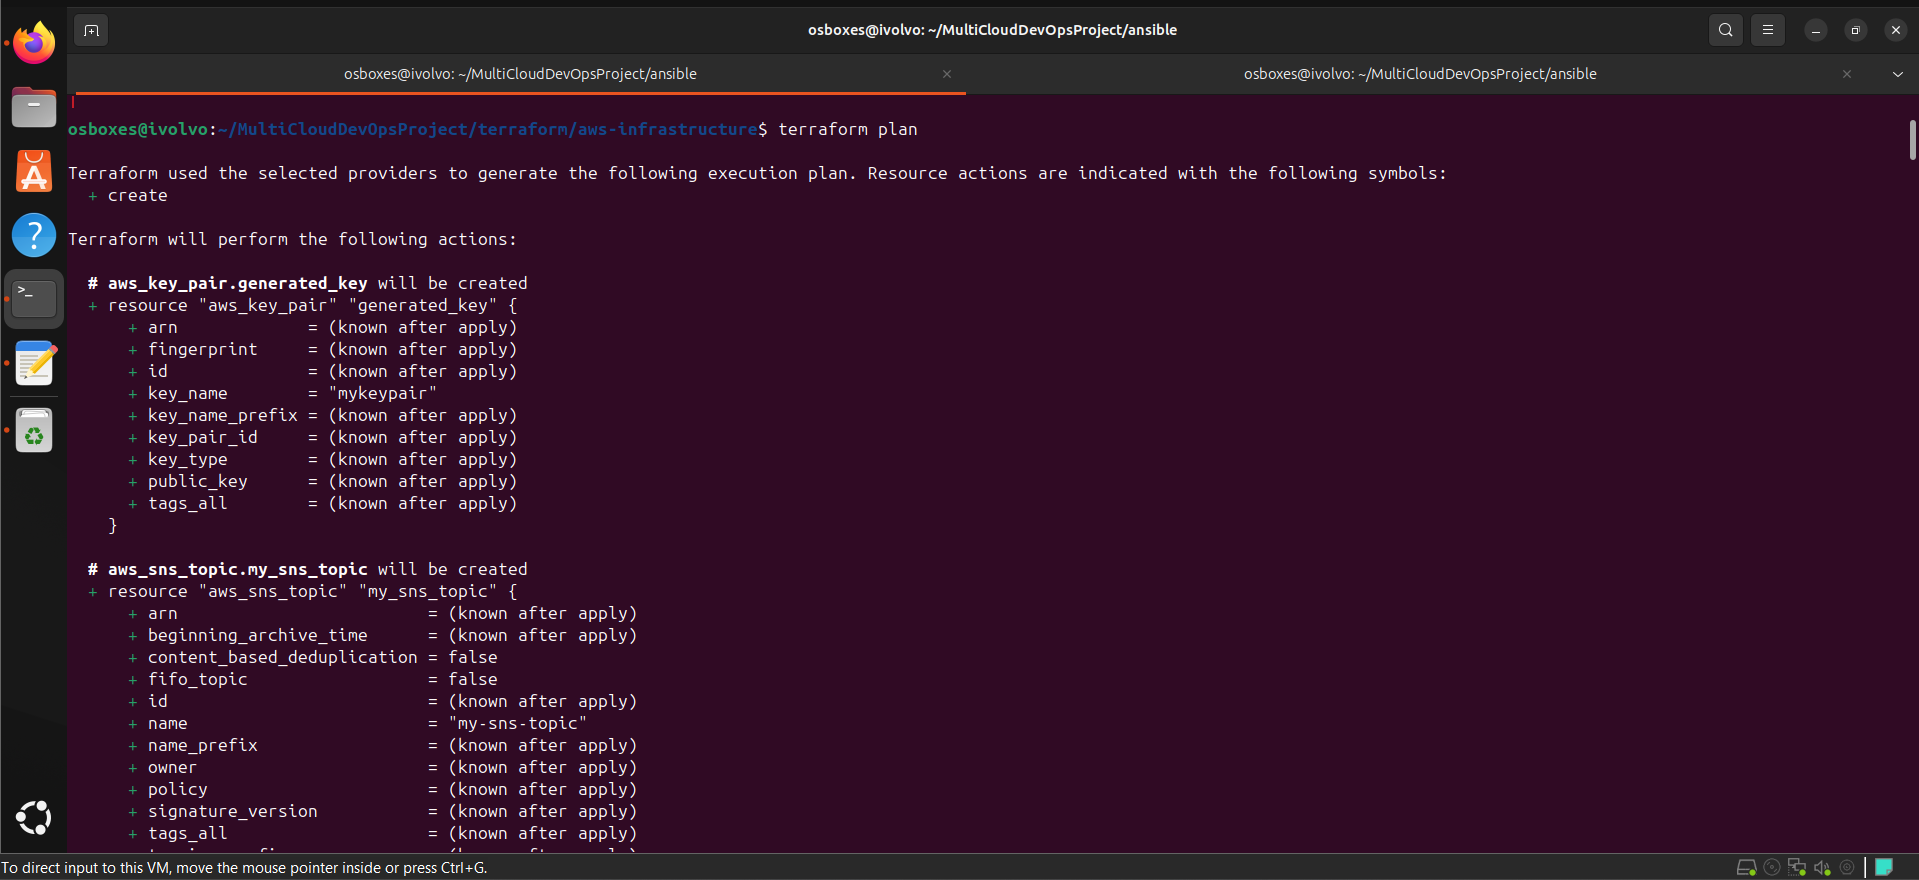 osboxes@ivolvo: ~/MultiCloudDevOpsProject/ansible
osboxes@ivolvo: ~/MultiCloudDevOpsProject/ansible
osboxes@ivolvo: ~/MultiCloudDevOpsProject/ansible
osboxes@ivolvo:~/MultiCloudDevOpsProject/terraform/aws-infrastructure$ terraform plan
Terraform used the selected providers to generate the following execution plan. Resource actions are indicated with the following symbols:
+ create
Terraform will perform the following actions:
# aws_key_pair.generated_key will be created
+ resource "aws_key_pair" "generated_key" {
+ arn = (known after apply)
+ fingerprint = (known after apply)
+ id = (known after apply)
+ key_name = "mykeypair"
+ key_name_prefix = (known after apply)
+ key_pair_id = (known after apply)
+ key_type = (known after apply)
+ public_key = (known after apply)
+ tags_all = (known after apply)
}
# aws_sns_topic.my_sns_topic will be created
+ resource "aws_sns_topic" "my_sns_topic" {
+ arn = (known after apply)
+ beginning_archive_time = (known after apply)
+ content_based_deduplication = false
+ fifo_topic = false
+ id = (known after apply)
+ name = "my-sns-topic"
+ name_prefix = (known after apply)
+ owner = (known after apply)
+ policy = (known after apply)
+ signature_version = (known after apply)
+ tags_all = (known after apply)
To direct input to this VM, move the mouse pointer inside or press Ctrl+G.